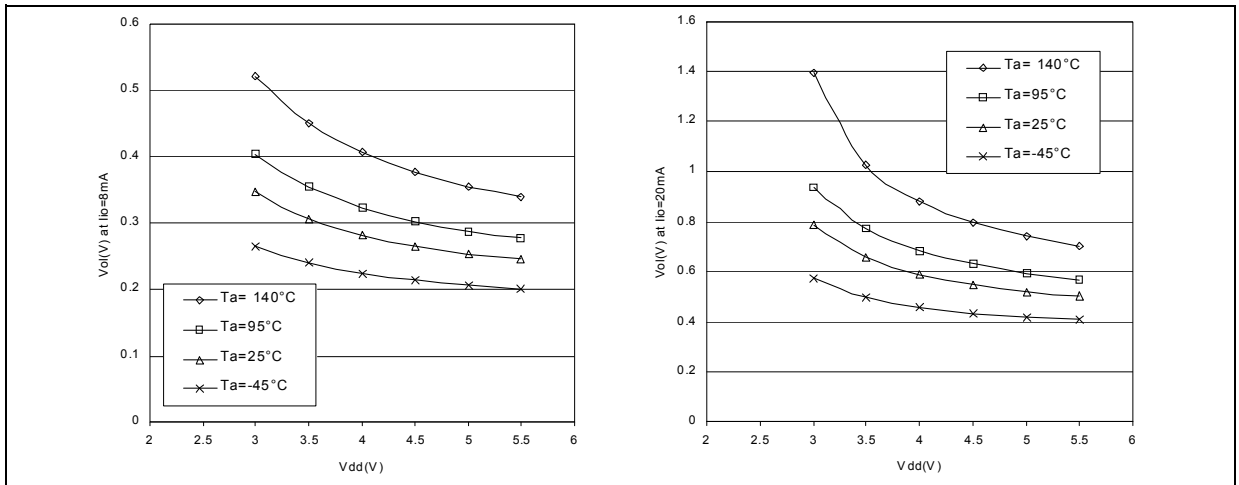 0.6
0.5
0.4
0.3
0.2
0.1
0
Vol(V) at Iio=8mA
Ta= 140°C
Ta=95°C
Ta=25°C
Ta=-45°C
2 2.5 3 3.5 4 4.5 5 5.5 6
Vdd(V)
1.6
1.4
1.2
1
0.8
0.6
0.4
0.2
0
Vol(V) at Iio=20mA
Ta= 140°C
Ta=95°C
Ta=25°C
Ta=-45°C
2 2.5 3 3.5 4 4.5 5 5.5 6
Vdd(V)